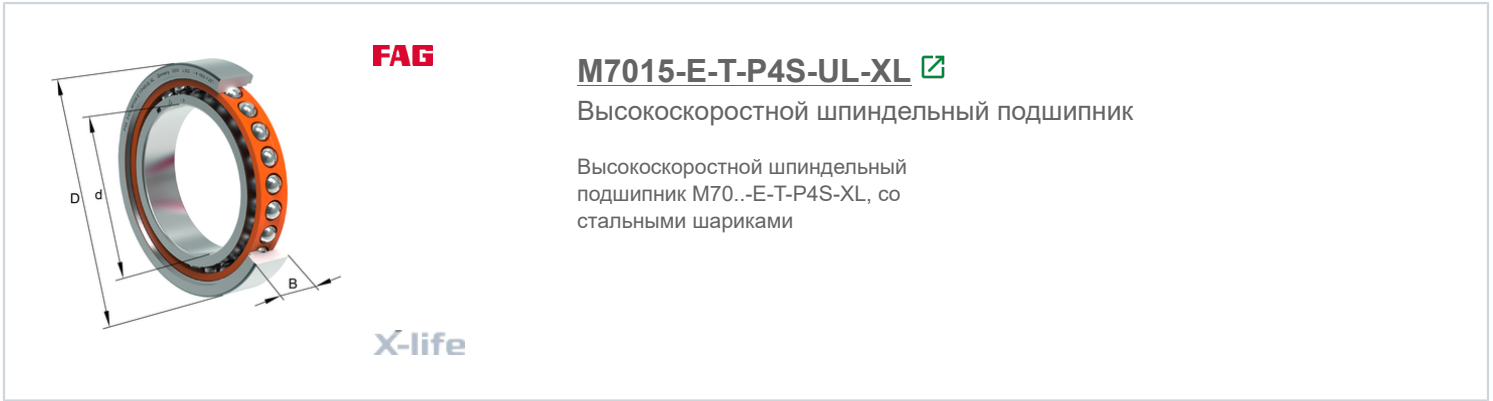 FAG
M7015-E-T-P4S-UL-XL
Высокоскоростной шпиндельный подшипник
Высокоскоростной шпиндельный
подшипник M70..-E-T-P4S-XL, со
стальными шариками
D
d
B
X-life